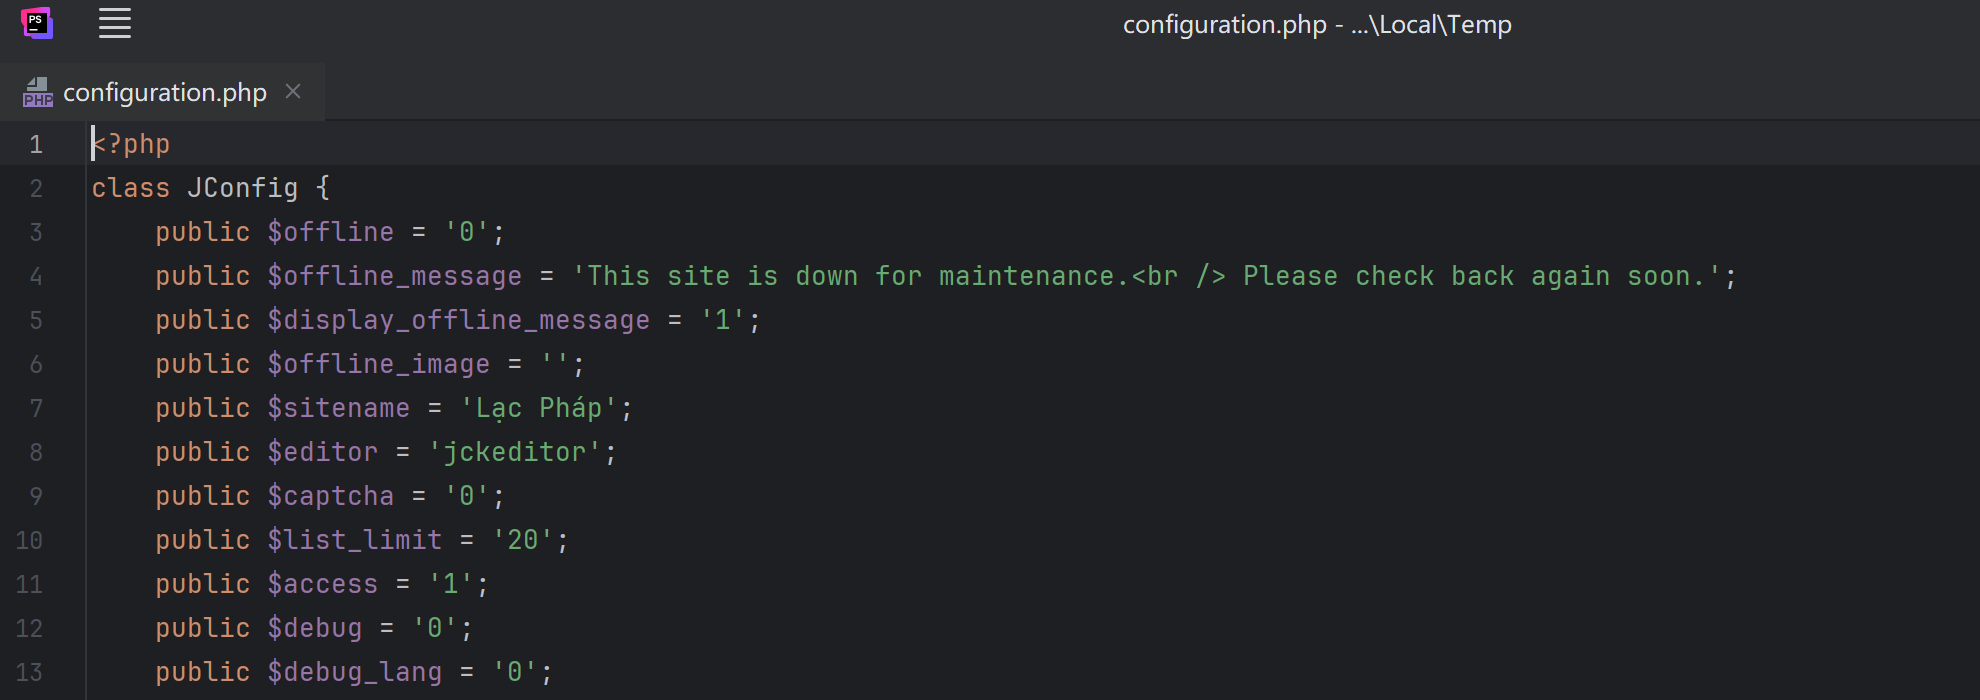 PS
configuration.php - ...\Local\Temp
PHP configuration.php
1 <?php
2 class JConfig {
3 public $offline = '0';
4 public $offline_message = 'This site is down for maintenance.<br /> Please check back again soon.';
5 public $display_offline_message = '1';
6 public $offline_image = '';
7 public $sitename = 'Lạc Pháp';
8 public $editor = 'jckeditor';
9 public $captcha = '0';
10 public $list_limit = '20';
11 public $access = '1';
12 public $debug = '0';
13 public $debug_lang = '0';